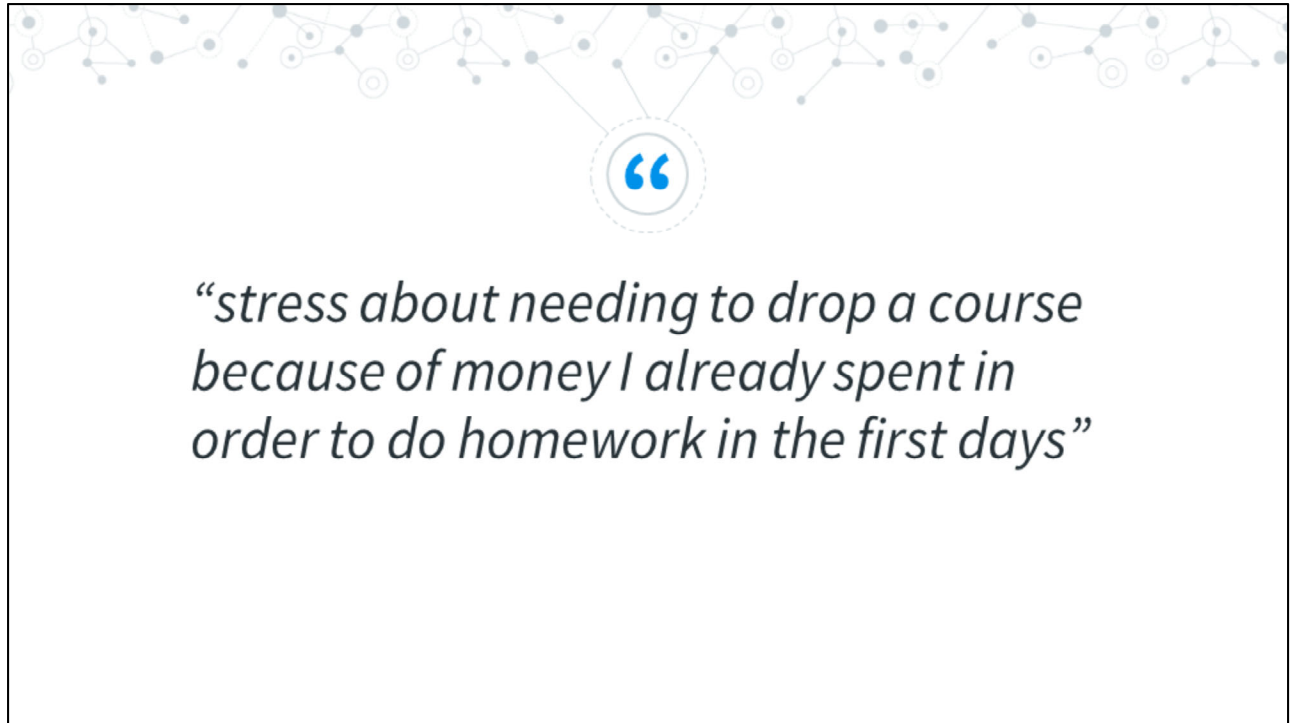 “
“stress about needing to drop a course
because of money I already spent in
order to do homework in the first days”